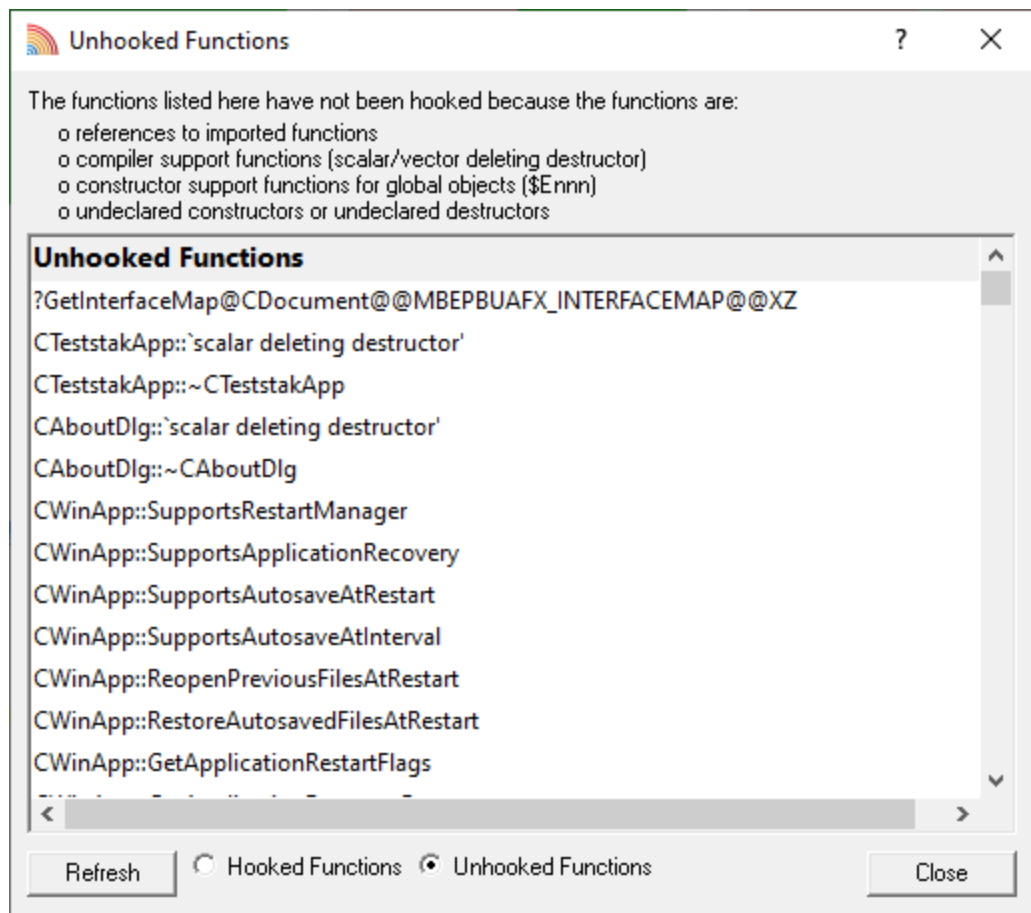 Unhooked Functions
?
The functions listed here have not been hooked because the functions are:
o references to imported functions
o compiler support functions (scalar/vector deleting destructor)
o constructor support functions for global objects ($Ennn)
o undeclared constructors or undeclared destructors
Unhooked Functions
?GetInterfaceMap@CDocument@@MBEPBUAFX_INTERFACEMAP@@XZ
CTeststakApp::`scalar deleting destructor'
CTeststakApp::~CTeststakApp
CAboutDlg::`scalar deleting destructor'
CAboutDlg::~CAboutDlg
CWinApp::SupportsRestartManager
CWinApp::SupportsApplicationRecovery
CWinApp::SupportsAutosaveAtRestart
CWinApp::SupportsAutosaveAtInterval
CWinApp::ReopenPreviousFilesAtRestart
CWinApp::RestoreAutosavedFilesAtRestart
CWinApp::GetApplicationRestartFlags
Refresh Hooked Functions Unhooked Functions Close